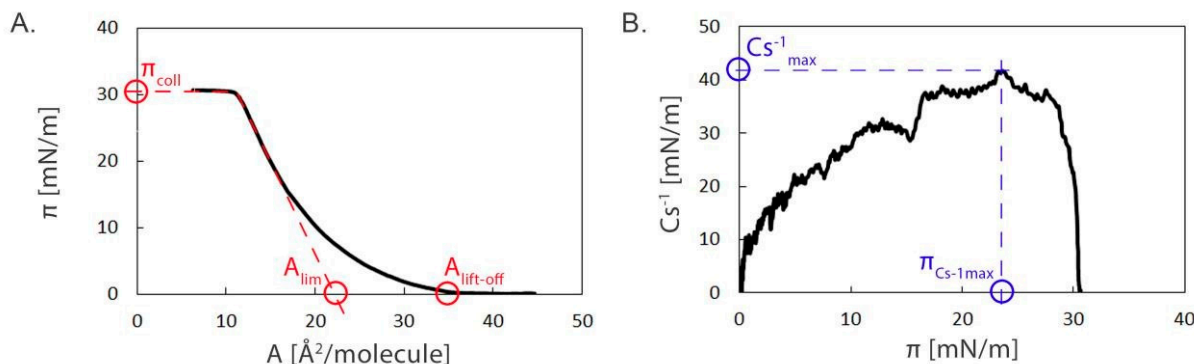 A.
40
30
20
10
0
π [mN/m]
π_coll
A_lim
A_lift-off
0 10 20 30 40 50
A [Å²/molecule]
B.
50
40
30
20
10
0
Cs⁻¹ [mN/m]
Cs⁻¹_max
π_Cs-1max
0 10 20 30 40
π [mN/m]